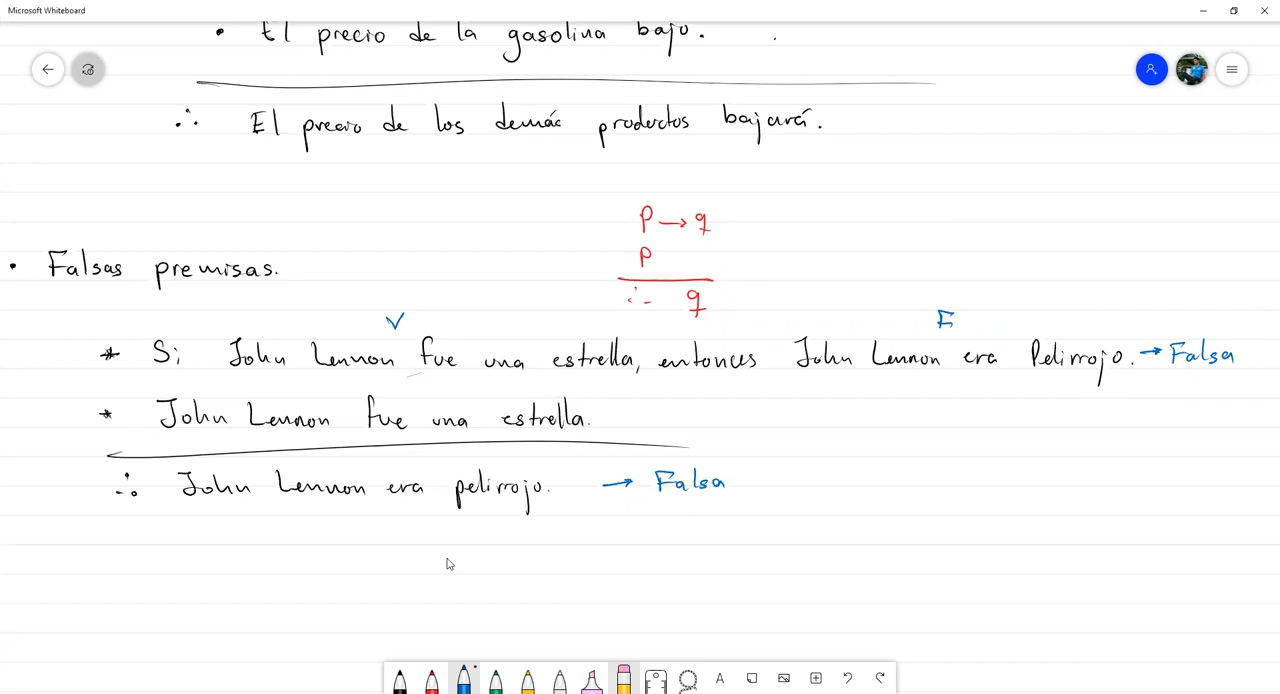 Microsoft Whiteboard
• El precio de la gasolina bajo.
∴ El precio de los demás productos bajará.
p → q
p
∴ q
• Falsas premisas.
V F
* Si John Lennon fue una estrella, entonces John Lennon era Pelirrojo. → Falsa
* John Lennon fue una estrella.
∴ John Lennon era pelirrojo. → Falsa